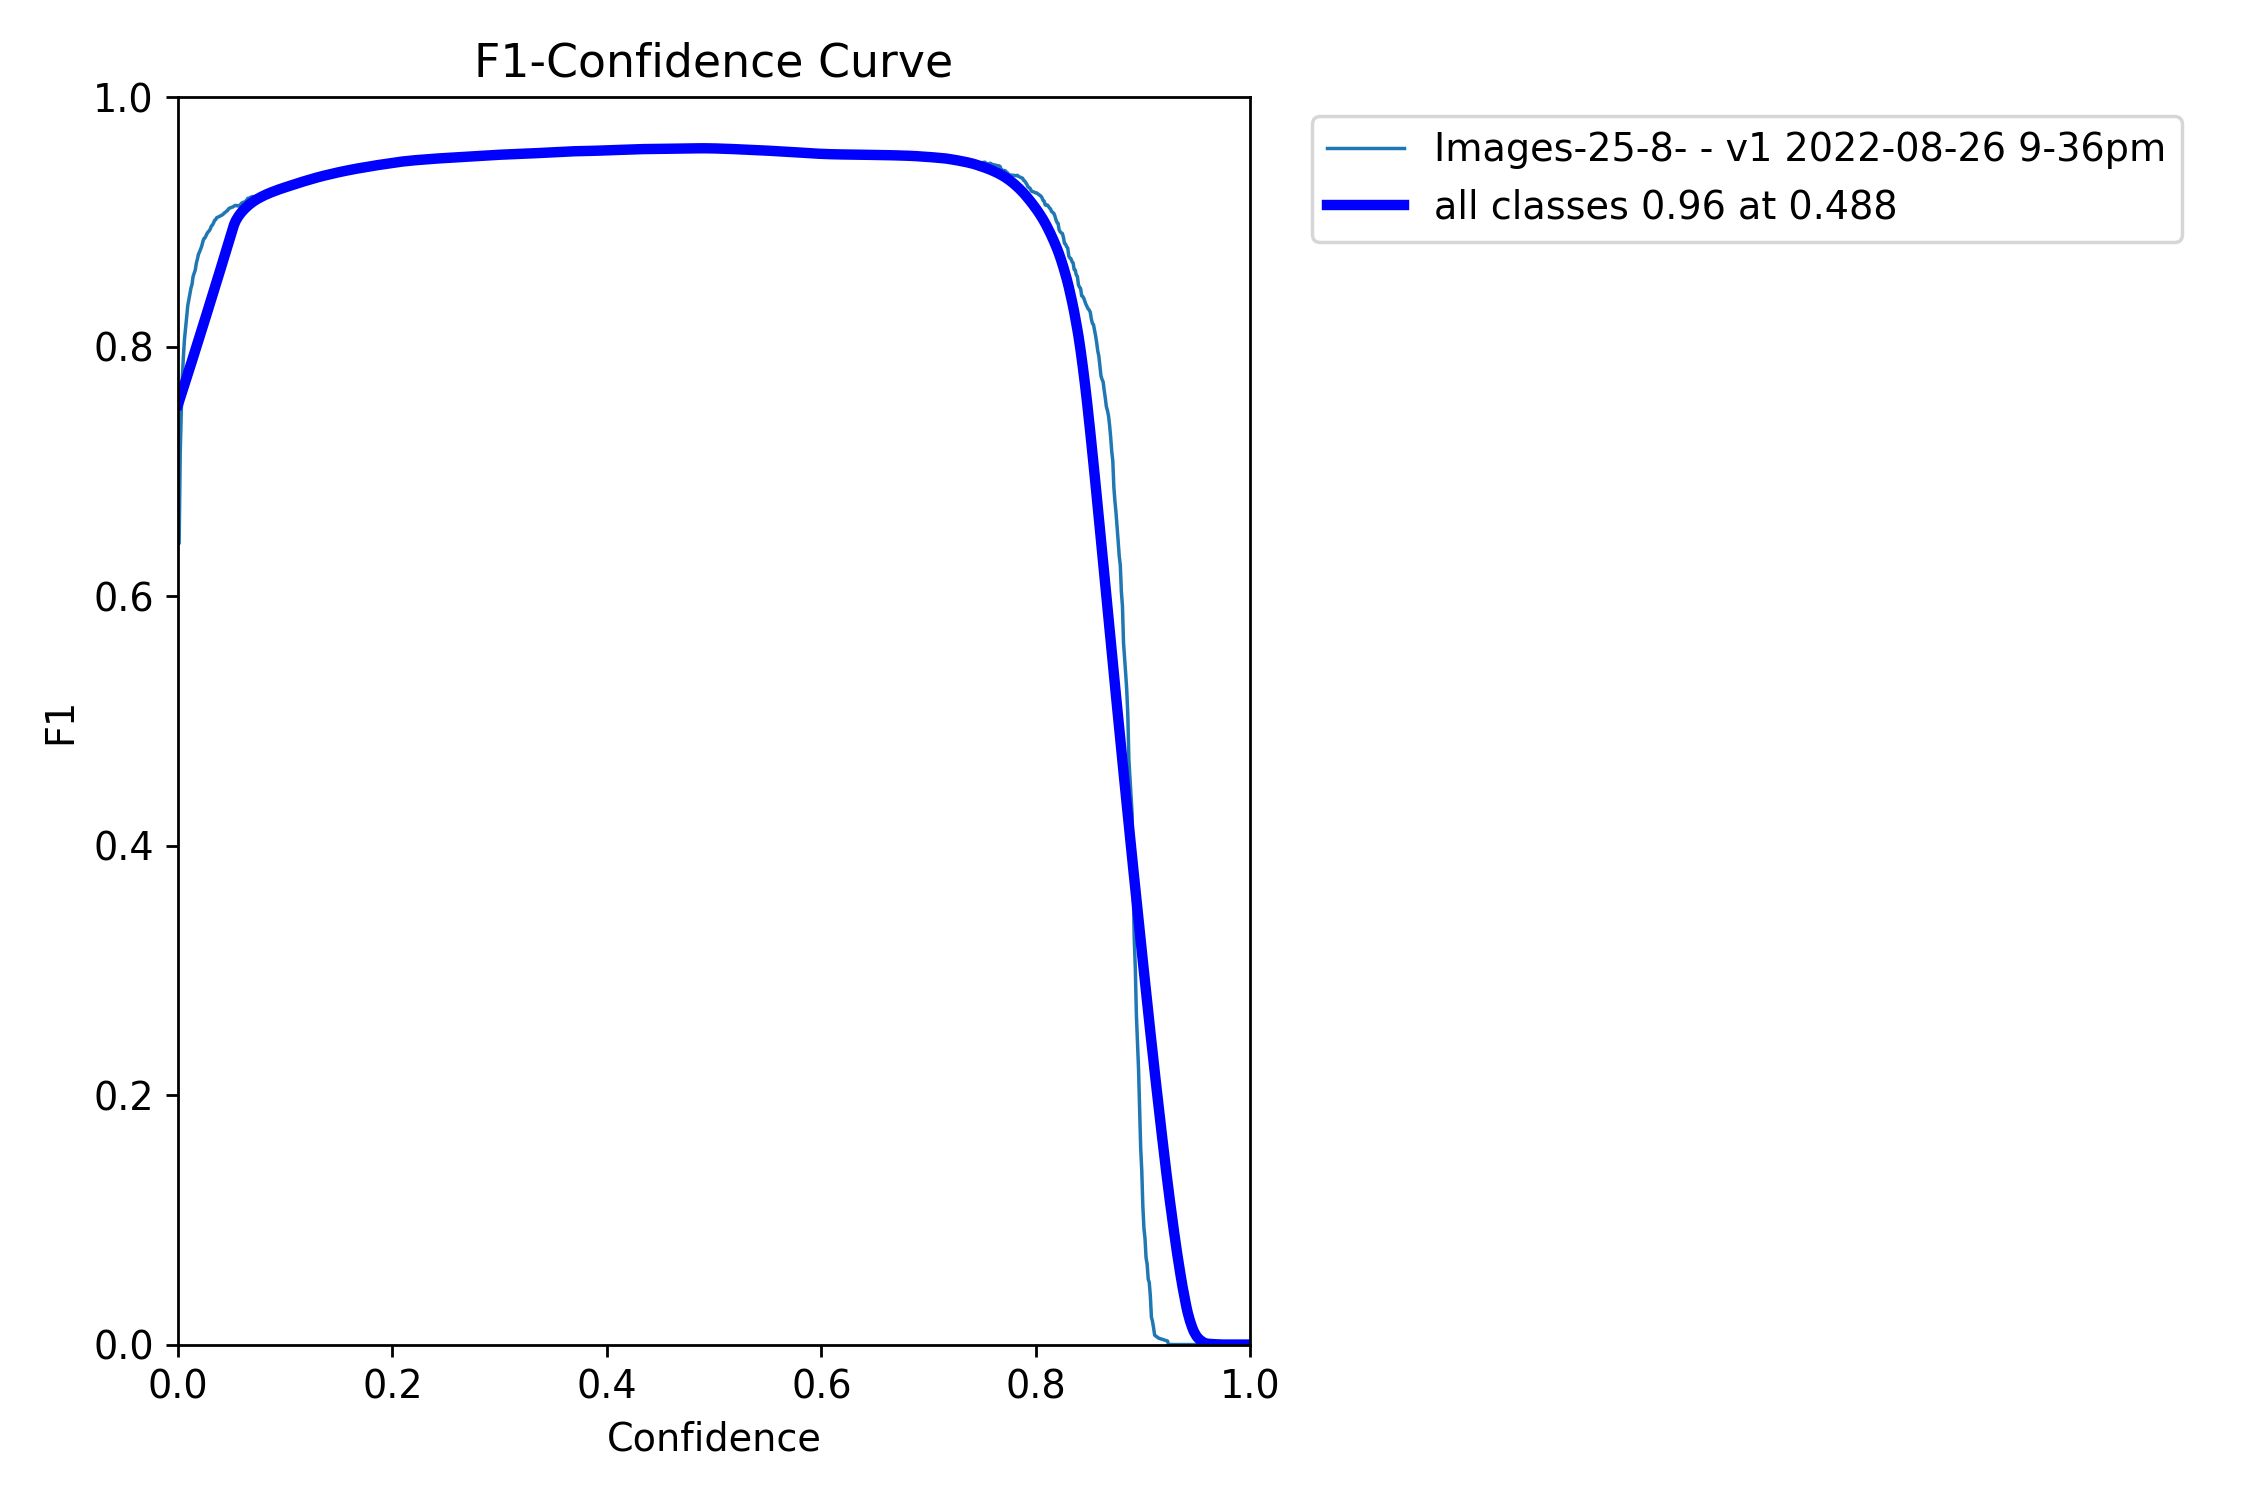 F1-Confidence Curve
1.0
0.8
0.6
0.4
0.2
0.0
F1
0.0 0.2 0.4 0.6 0.8 1.0
Confidence
Images-25-8- - v1 2022-08-26 9-36pm
all classes 0.96 at 0.488